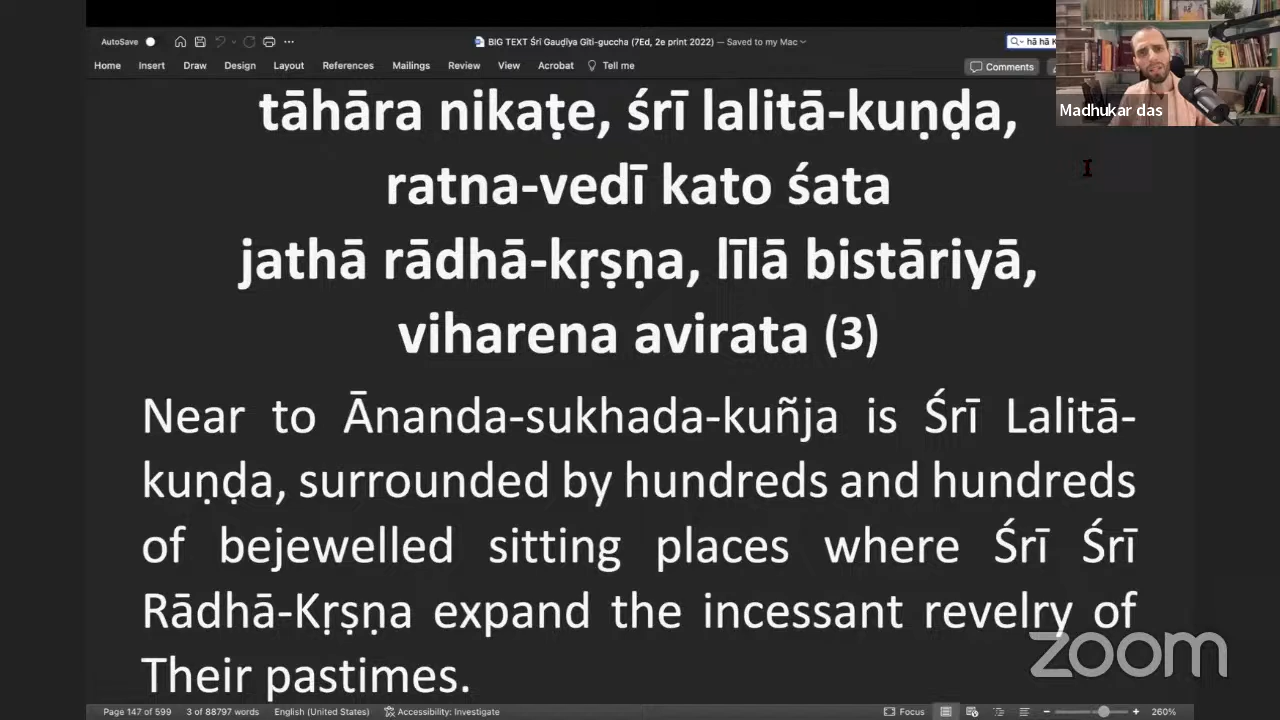 AutoSave
BIG TEXT Śrī Gauḍīya Gīti-guccha (7Ed, 2e print 2022) — Saved to my Mac
hā hā K
Home Insert Draw Design Layout References Mailings Review View Acrobat Tell me
Comments
Madhukar das
tāhāra nikaṭe, śrī lalitā-kuṇḍa,
ratna-vedī kato śata
jathā rādhā-kṛṣṇa, līlā bistāriyā,
viharena avirata (3)
Near to Ānanda-sukhada-kuñja is Śrī Lalitā-
kuṇḍa, surrounded by hundreds and hundreds
of bejewelled sitting places where Śrī Śrī
Rādhā-Kṛṣṇa expand the incessant revelry of
Their pastimes.
zoom
Page 147 of 599 3 of 88797 words English (United States) Accessibility: Investigate Focus 260%